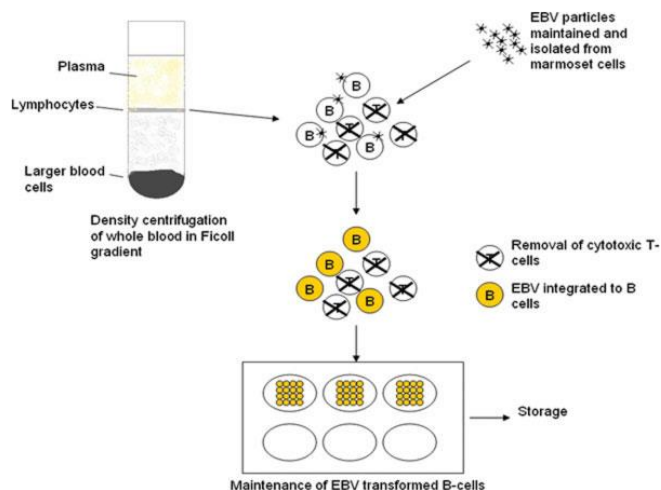 EBV particles
maintained and
isolated from
marmoset cells
Plasma
Lymphocytes
Larger blood
cells
Density centrifugation
of whole blood in Ficoll
gradient
B
B
T
B
T
B
T
T
B
B
T
T
B
B
T
T
T Removal of cytotoxic T-
cells
B EBV integrated to B
cells
Storage
Maintenance of EBV transformed B-cells